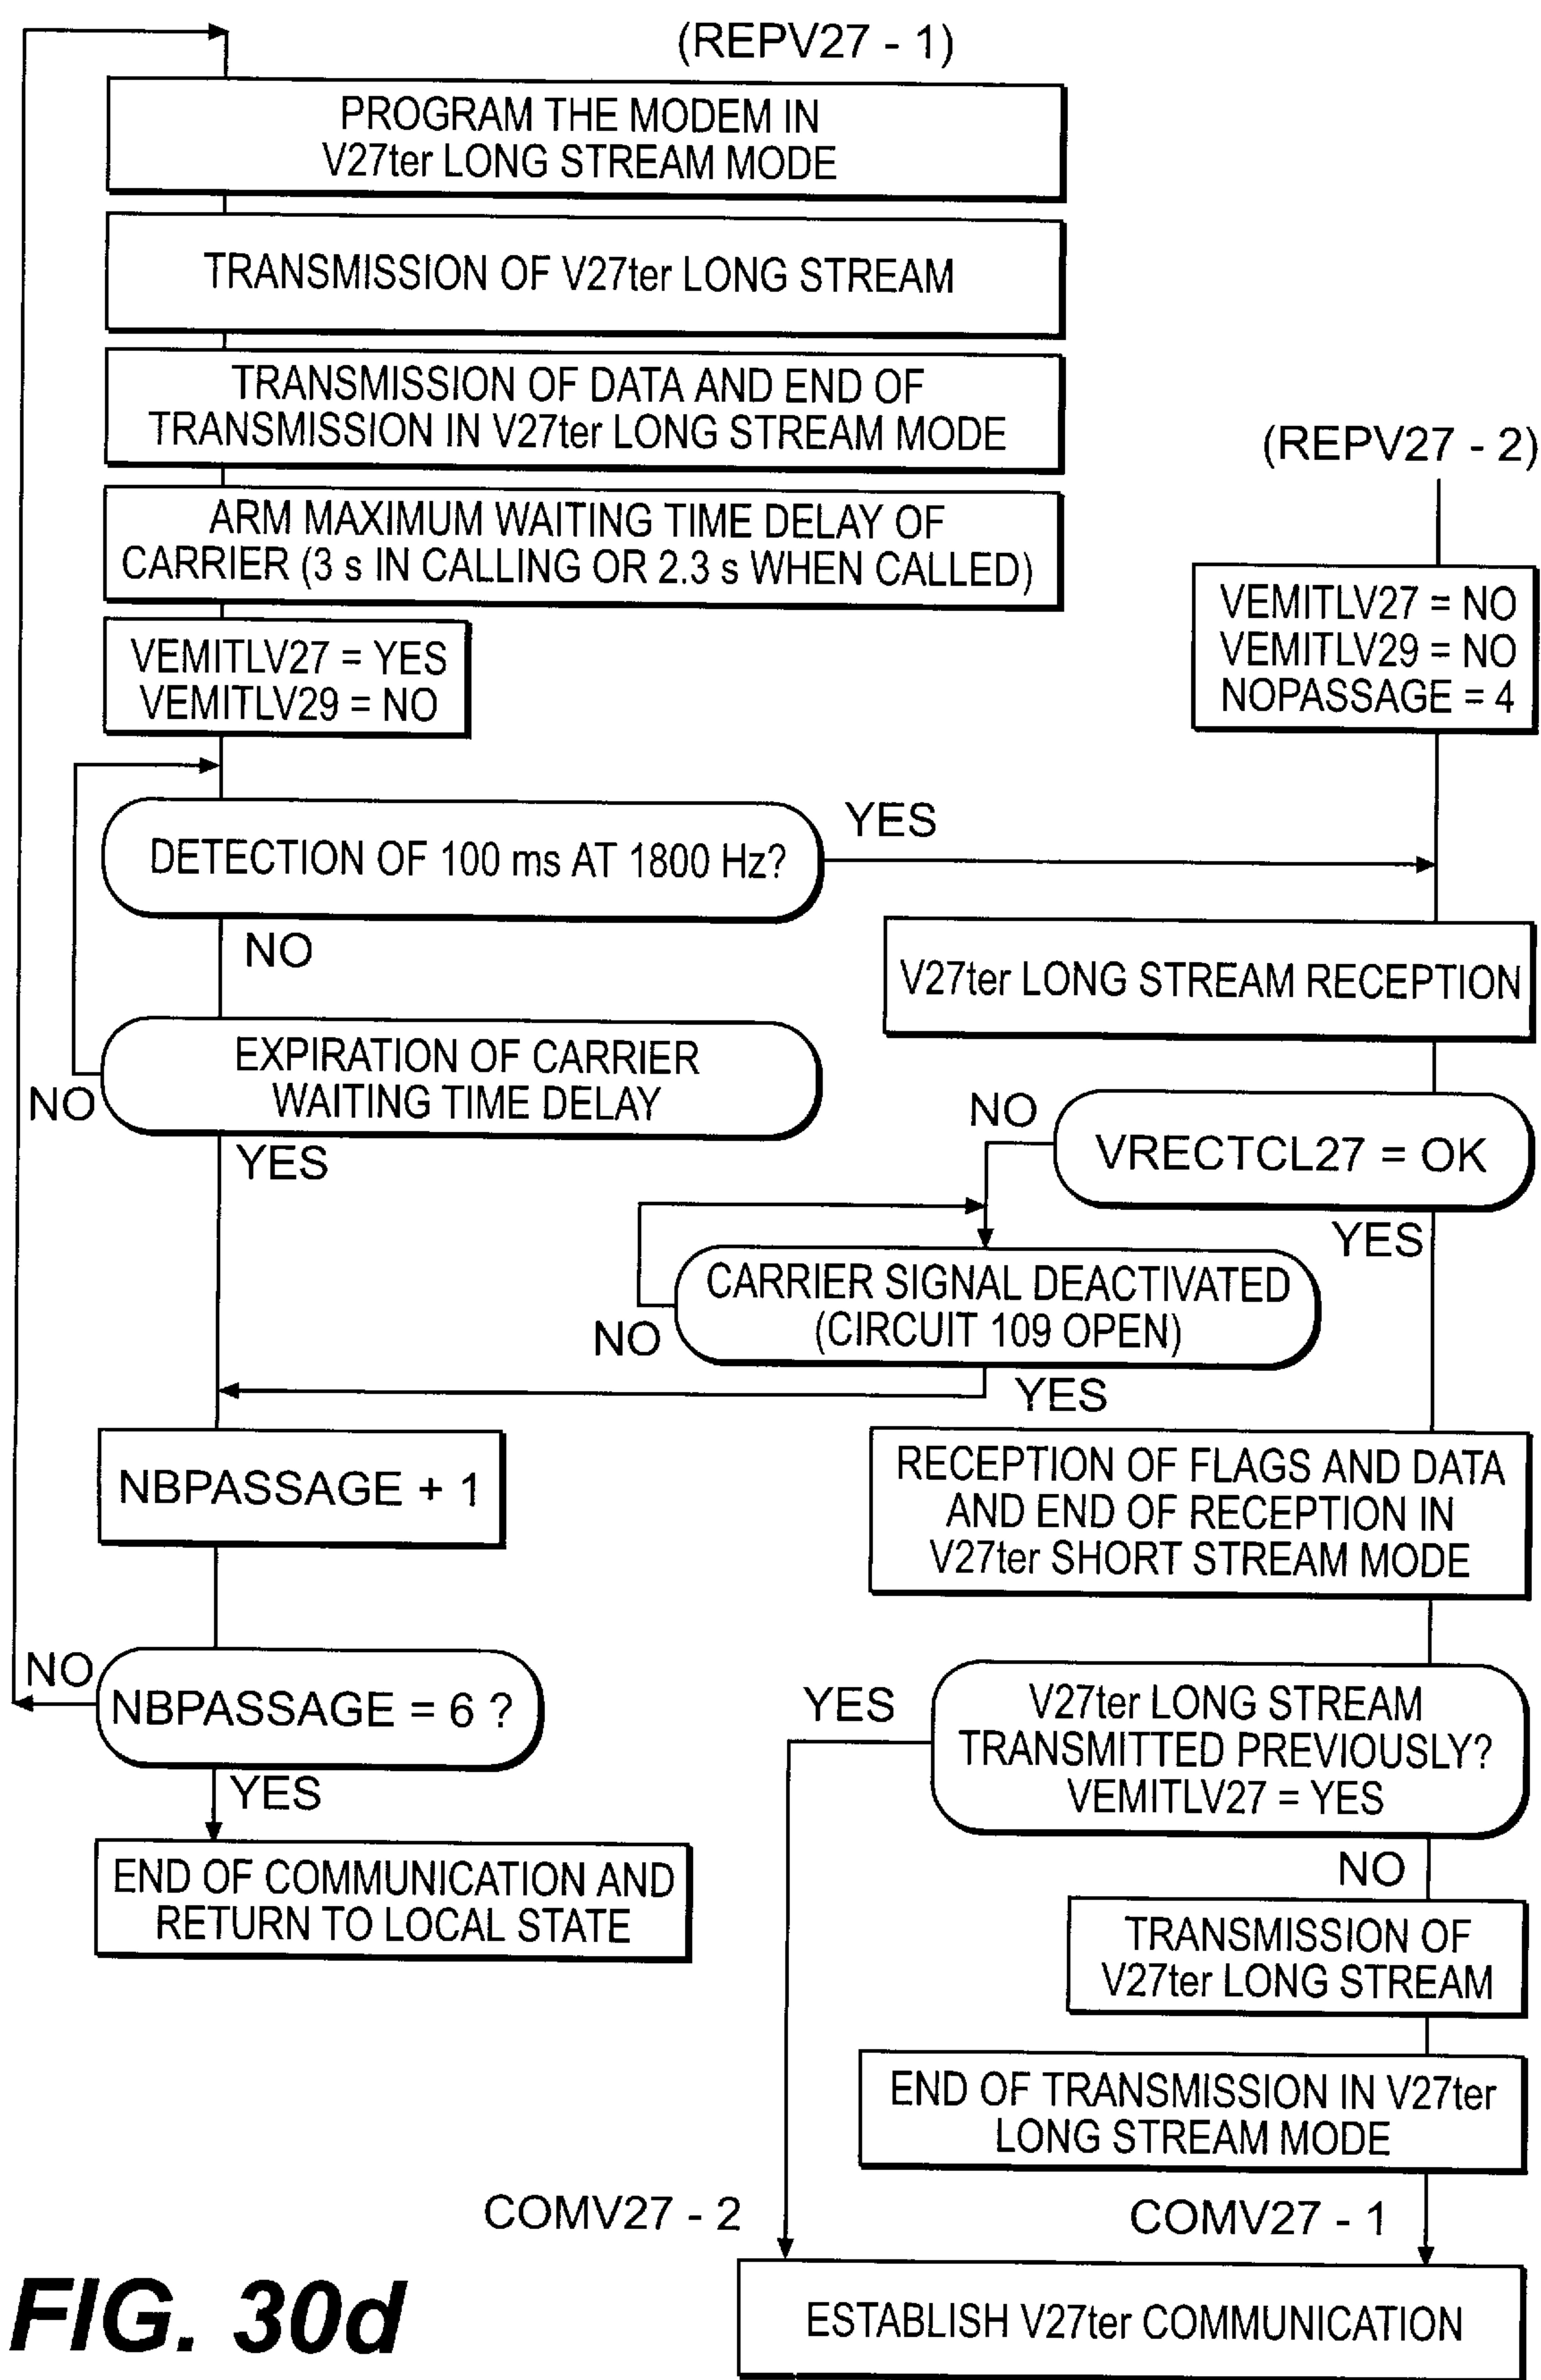 (REPV27 - 1)
PROGRAM THE MODEM IN
V27ter LONG STREAM MODE
TRANSMISSION OF V27ter LONG STREAM
TRANSMISSION OF DATA AND END OF
TRANSMISSION IN V27ter LONG STREAM MODE
(REPV27 - 2)
ARM MAXIMUM WAITING TIME DELAY OF
CARRIER (3 s IN CALLING OR 2.3 s WHEN CALLED)
VEMITLV27 = YES
VEMITLV29 = NO
VEMITLV27 = NO
VEMITLV29 = NO
NOPASSAGE = 4
DETECTION OF 100 ms AT 1800 Hz?
YES
NO
V27ter LONG STREAM RECEPTION
EXPIRATION OF CARRIER
WAITING TIME DELAY
NO
YES
NO
VRECTCL27 = OK
YES
CARRIER SIGNAL DEACTIVATED
(CIRCUIT 109 OPEN)
NO
YES
NBPASSAGE + 1
RECEPTION OF FLAGS AND DATA
AND END OF RECEPTION IN
V27ter SHORT STREAM MODE
NO
NBPASSAGE = 6 ?
YES
YES
V27ter LONG STREAM
TRANSMITTED PREVIOUSLY?
VEMITLV27 = YES
NO
END OF COMMUNICATION AND
RETURN TO LOCAL STATE
TRANSMISSION OF
V27ter LONG STREAM
END OF TRANSMISSION IN V27ter
LONG STREAM MODE
COMV27 - 2
COMV27 - 1
ESTABLISH V27ter COMMUNICATION
FIG. 30d